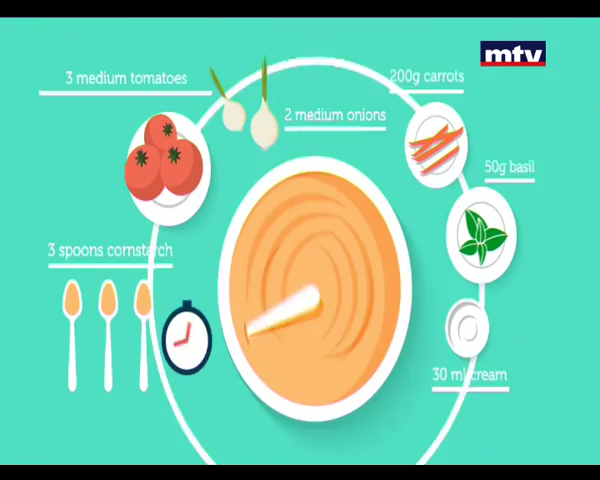 mtv
3 medium tomatoes
200g carrots
2 medium onions
50g basil
3 spoons cornstarch
30 ml cream